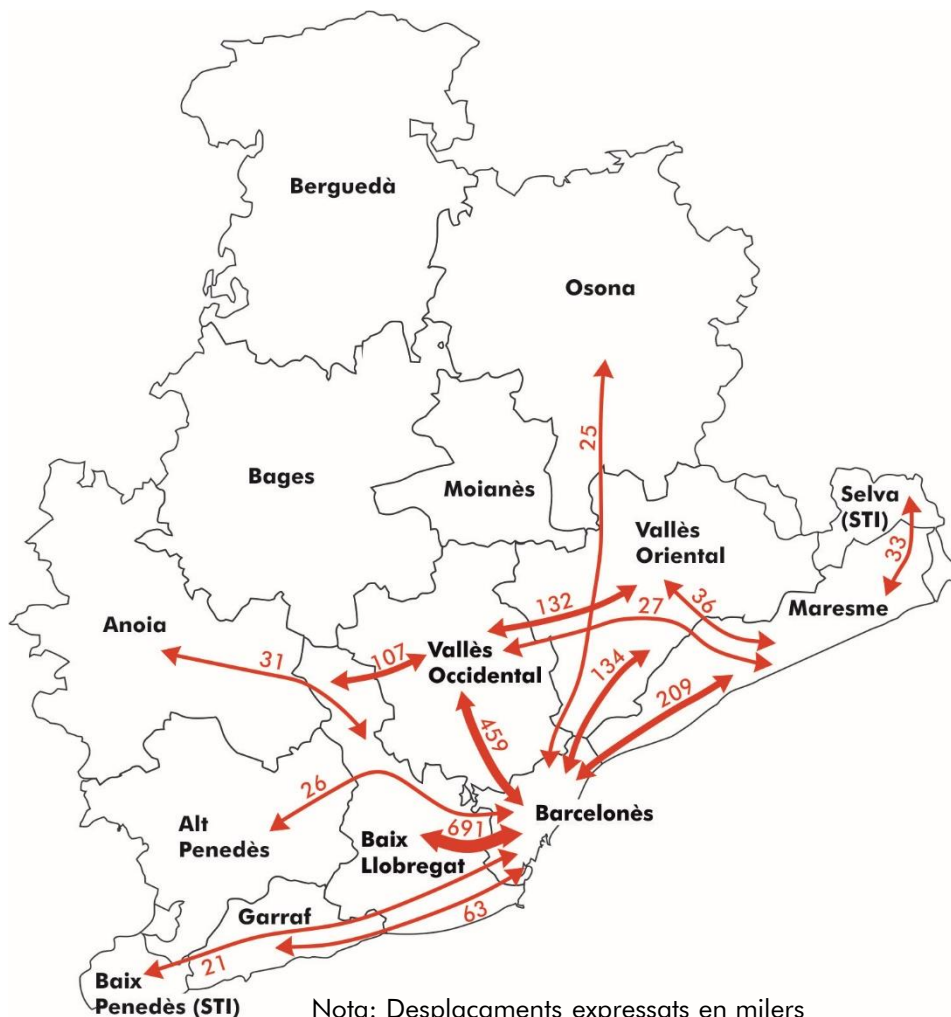 Berguedà
Osona
25
Bages
Moianès
Selva
(STI)
Vallès
Oriental
33
Anoia
132
27
36
Maresme
31
107
Vallès
Occidental
134
209
459
26
Alt
Penedès
691
Barcelonès
Baix
Llobregat
Garraf
63
21
Baix
Penedès (STI)
Nota: Desplaçaments expressats en milers